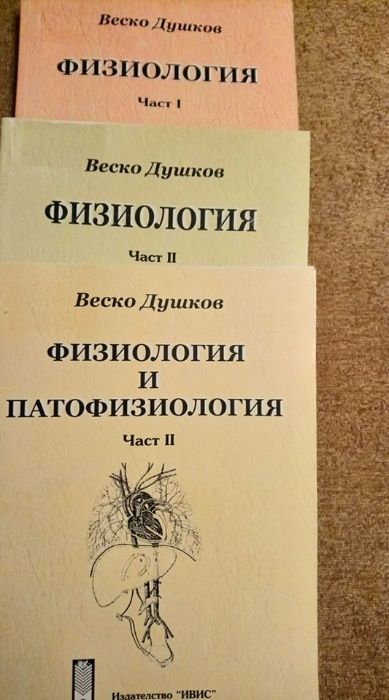 Веско Душков
ФИЗИОЛОГИЯ
Част I
Веско Душков
ФИЗИОЛОГИЯ
Част II
Веско Душков
ФИЗИОЛОГИЯ
И
ПАТОФИЗИОЛОГИЯ
Част II
Издателство "ИВИС"